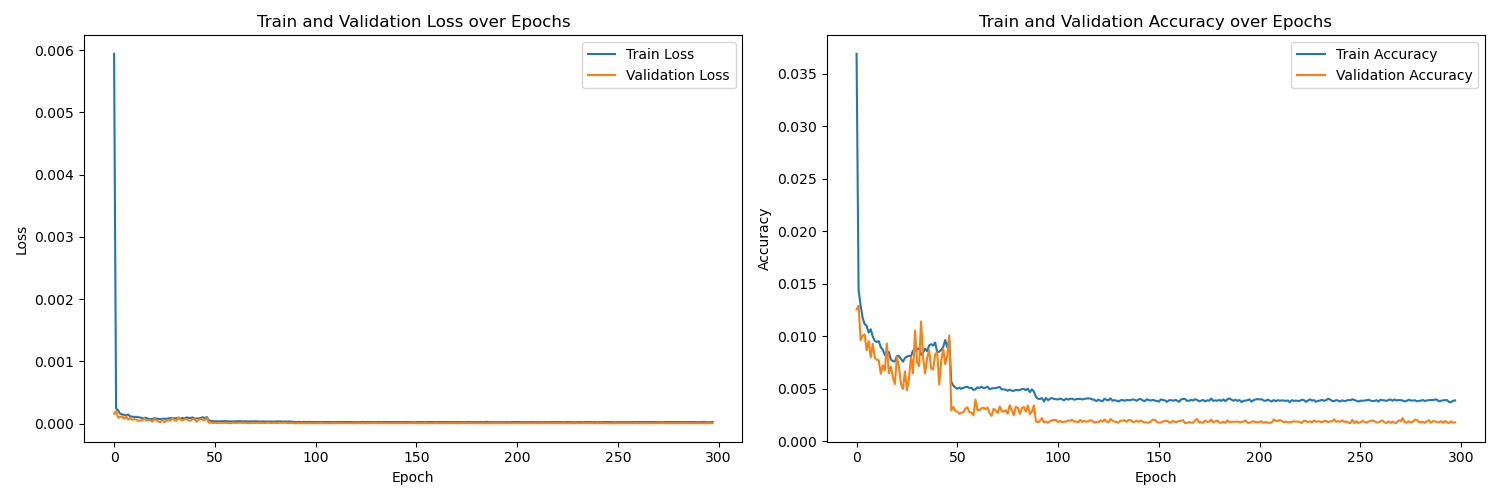 Train and Validation Loss over Epochs
Train Loss
Validation Loss
0.006
0.005
0.004
0.003
0.002
0.001
0.000
Loss
0
50
100
150
200
250
300
Epoch
Train and Validation Accuracy over Epochs
Train Accuracy
Validation Accuracy
0.035
0.030
0.025
0.020
0.015
0.010
0.005
0.000
Accuracy
0
50
100
150
200
250
300
Epoch